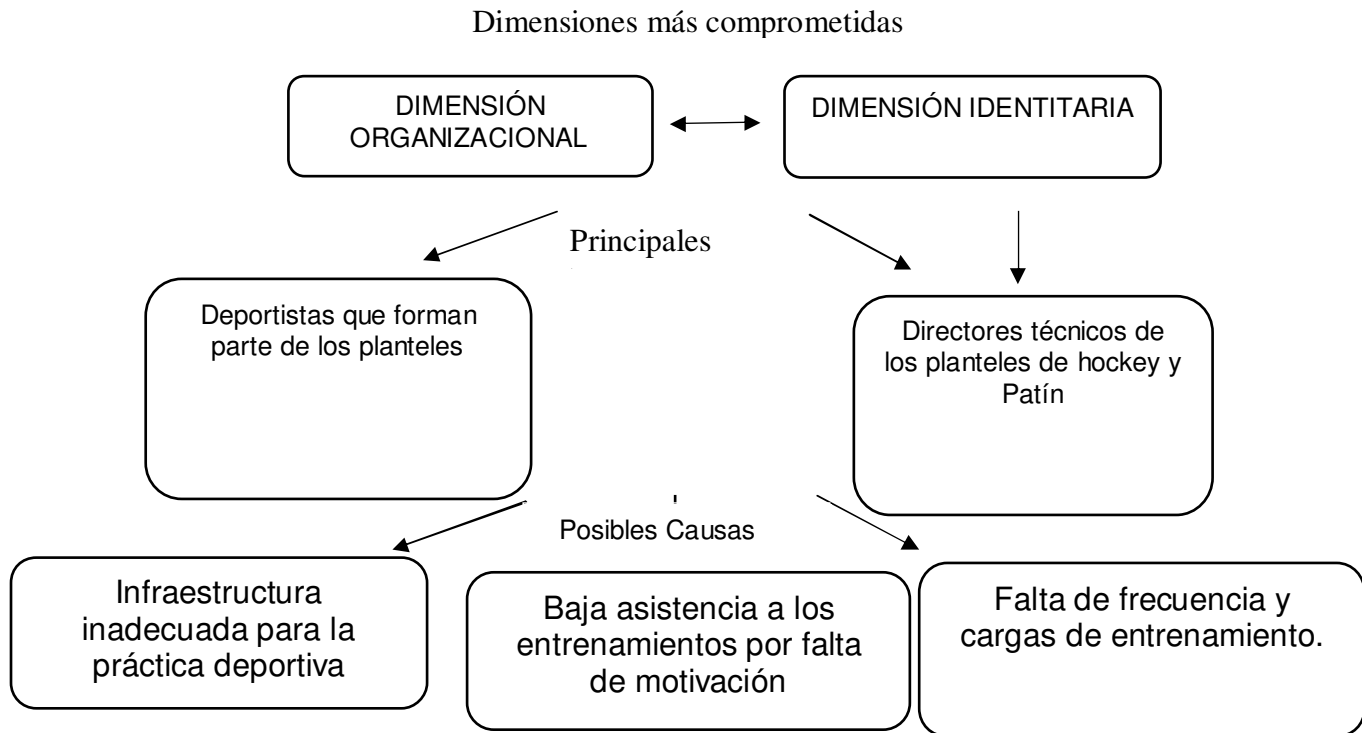 Dimensiones más comprometidas
DIMENSIÓN
ORGANIZACIONAL
DIMENSIÓN IDENTITARIA
Principales
Deportistas que forman
parte de los planteles
Directores técnicos de
los planteles de hockey y
Patín
Posibles Causas
Infraestructura
inadecuada para la
práctica deportiva
Baja asistencia a los
entrenamientos por falta
de motivación
Falta de frecuencia y
cargas de entrenamiento.